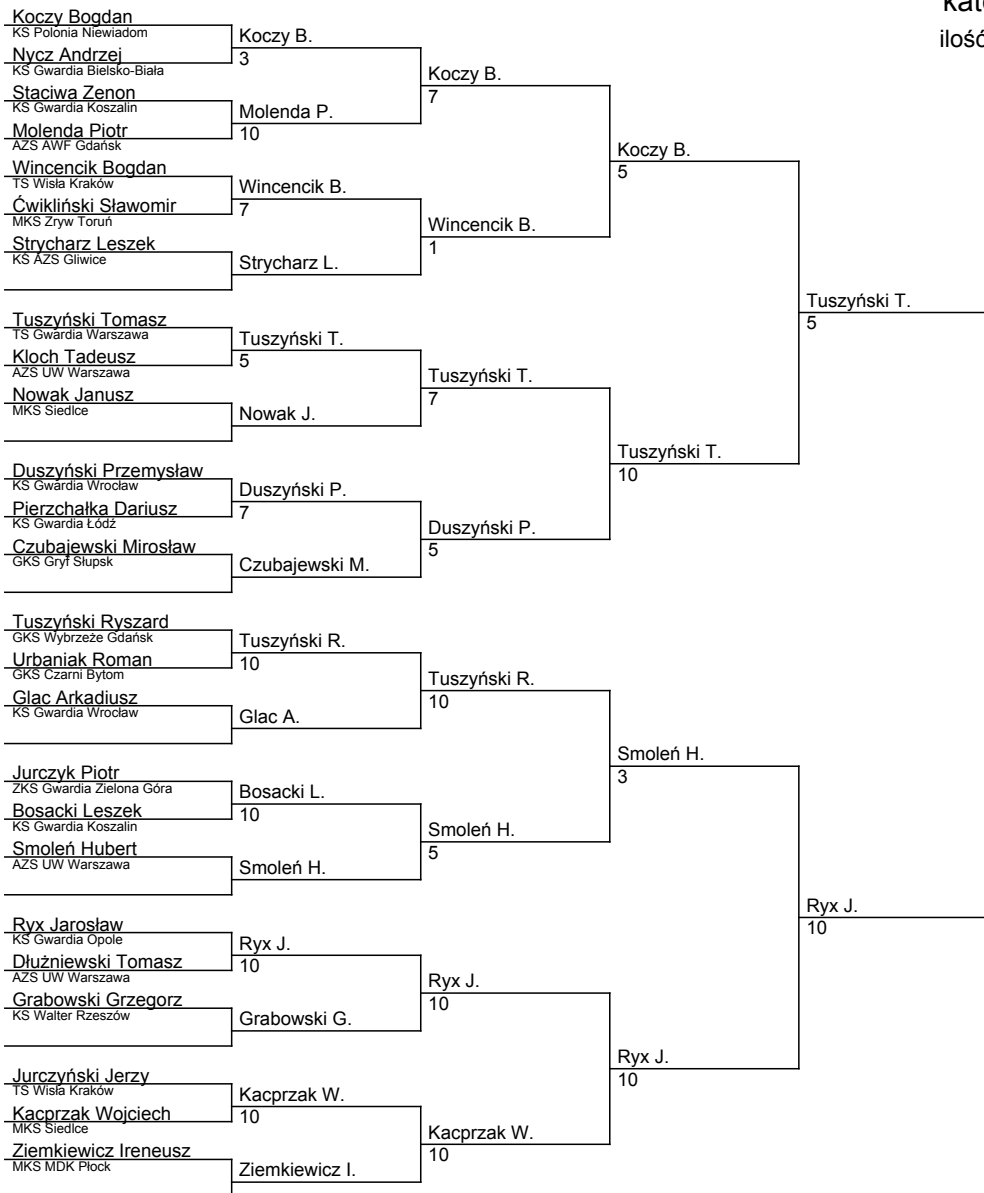 kat
ilość
Koczy Bogdan
KS Polonia Niewiadom
Nycz Andrzej
KS Gwardia Bielsko-Biała
Staciwa Zenon
KS Gwardia Koszalin
Molenda Piotr
AZS AWF Gdańsk
Wincencik Bogdan
TS Wisła Kraków
Ćwikliński Sławomir
MKS Zryw Toruń
Strycharz Leszek
KS AZS Gliwice
Tuszyński Tomasz
TS Gwardia Warszawa
Kloch Tadeusz
AZS UW Warszawa
Nowak Janusz
MKS Siedlce
Duszyński Przemysław
KS Gwardia Wrocław
Pierzchałka Dariusz
KS Gwardia Łódź
Czubajewski Mirosław
GKS Gryf Słupsk
Tuszyński Ryszard
GKS Wybrzeże Gdańsk
Urbaniak Roman
GKS Czarni Bytom
Glac Arkadiusz
KS Gwardia Wrocław
Jurczyk Piotr
ZKS Gwardia Zielona Góra
Bosacki Leszek
KS Gwardia Koszalin
Smoleń Hubert
AZS UW Warszawa
Ryx Jarosław
KS Gwardia Opole
Dłużniewski Tomasz
AZS UW Warszawa
Grabowski Grzegorz
KS Walter Rzeszów
Jurczyński Jerzy
TS Wisła Kraków
Kacprzak Wojciech
MKS Siedlce
Ziemkiewicz Ireneusz
MKS MDK Płock
Koczy B.
3
Molenda P.
10
Wincencik B.
7
Strycharz L.
Tuszyński T.
5
Nowak J.
Duszyński P.
7
Czubajewski M.
Tuszyński R.
10
Glac A.
Bosacki L.
10
Smoleń H.
Ryx J.
10
Grabowski G.
Kacprzak W.
10
Ziemkiewicz I.
Koczy B.
7
Wincencik B.
1
Tuszyński T.
7
Duszyński P.
5
Tuszyński R.
10
Smoleń H.
5
Ryx J.
10
Kacprzak W.
10
Koczy B.
5
Tuszyński T.
10
Smoleń H.
3
Ryx J.
10
Tuszyński T.
5
Ryx J.
10